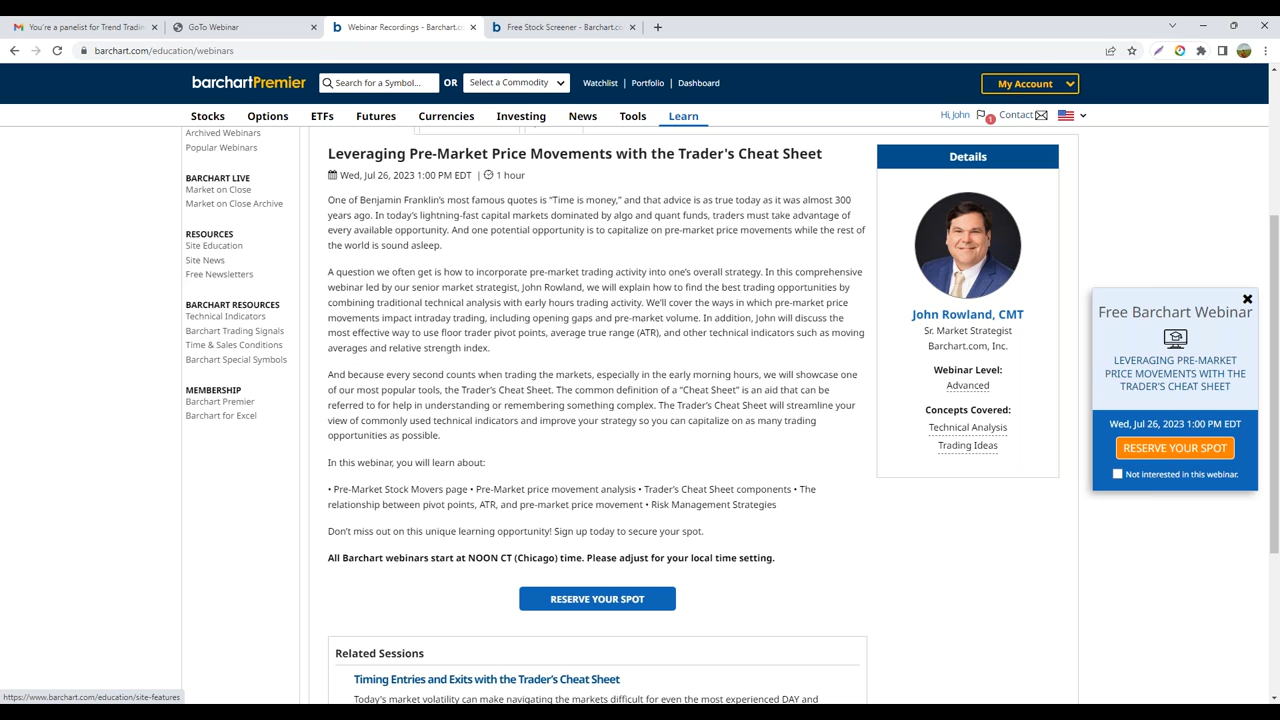 You're a panelist for Trend Tradin
GoTo Webinar
Webinar Recordings - Barchart.co
Free Stock Screener - Barchart.co
barchart.com/education/webinars
barchartPremier
Search for a Symbol...
OR
Select a Commodity
Watchlist | Portfolio | Dashboard
My Account
Stocks Options ETFs Futures Currencies Investing News Tools Learn
Hi, John
1
Contact
Archived Webinars
Popular Webinars
BARCHART LIVE
Market on Close
Market on Close Archive
RESOURCES
Site Education
Site News
Free Newsletters
BARCHART RESOURCES
Technical Indicators
Barchart Trading Signals
Time & Sales Conditions
Barchart Special Symbols
MEMBERSHIP
Barchart Premier
Barchart for Excel
Leveraging Pre-Market Price Movements with the Trader's Cheat Sheet
Wed, Jul 26, 2023 1:00 PM EDT | 1 hour
One of Benjamin Franklin's most famous quotes is "Time is money," and that advice is as true today as it was almost 300
years ago. In today's lightning-fast capital markets dominated by algo and quant funds, traders must take advantage of
every available opportunity. And one potential opportunity is to capitalize on pre-market price movements while the rest of
the world is sound asleep.
A question we often get is how to incorporate pre-market trading activity into one's overall strategy. In this comprehensive
webinar led by our senior market strategist, John Rowland, we will explain how to find the best trading opportunities by
combining traditional technical analysis with early hours trading activity. We'll cover the ways in which pre-market price
movements impact intraday trading, including opening gaps and pre-market volume. In addition, John will discuss the
most effective way to use floor trader pivot points, average true range (ATR), and other technical indicators such as moving
averages and relative strength index.
And because every second counts when trading the markets, especially in the early morning hours, we will showcase one
of our most popular tools, the Trader's Cheat Sheet. The common definition of a "Cheat Sheet" is an aid that can be
referred to for help in understanding or remembering something complex. The Trader's Cheat Sheet will streamline your
view of commonly used technical indicators and improve your strategy so you can capitalize on as many trading
opportunities as possible.
In this webinar, you will learn about:
• Pre-Market Stock Movers page • Pre-Market price movement analysis • Trader's Cheat Sheet components • The
relationship between pivot points, ATR, and pre-market price movement • Risk Management Strategies
Don't miss out on this unique learning opportunity! Sign up today to secure your spot.
All Barchart webinars start at NOON CT (Chicago) time. Please adjust for your local time setting.
RESERVE YOUR SPOT
Related Sessions
Timing Entries and Exits with the Trader's Cheat Sheet
Today's market volatility can make navigating the markets difficult for even the most experienced DAY and
Details
John Rowland, CMT
Sr. Market Strategist
Barchart.com, Inc.
Webinar Level:
Advanced
Concepts Covered:
Technical Analysis
Trading Ideas
Free Barchart Webinar
LEVERAGING PRE-MARKET
PRICE MOVEMENTS WITH THE
TRADER'S CHEAT SHEET
Wed, Jul 26, 2023 1:00 PM EDT
RESERVE YOUR SPOT
Not interested in this webinar.
https://www.barchart.com/education/site-features